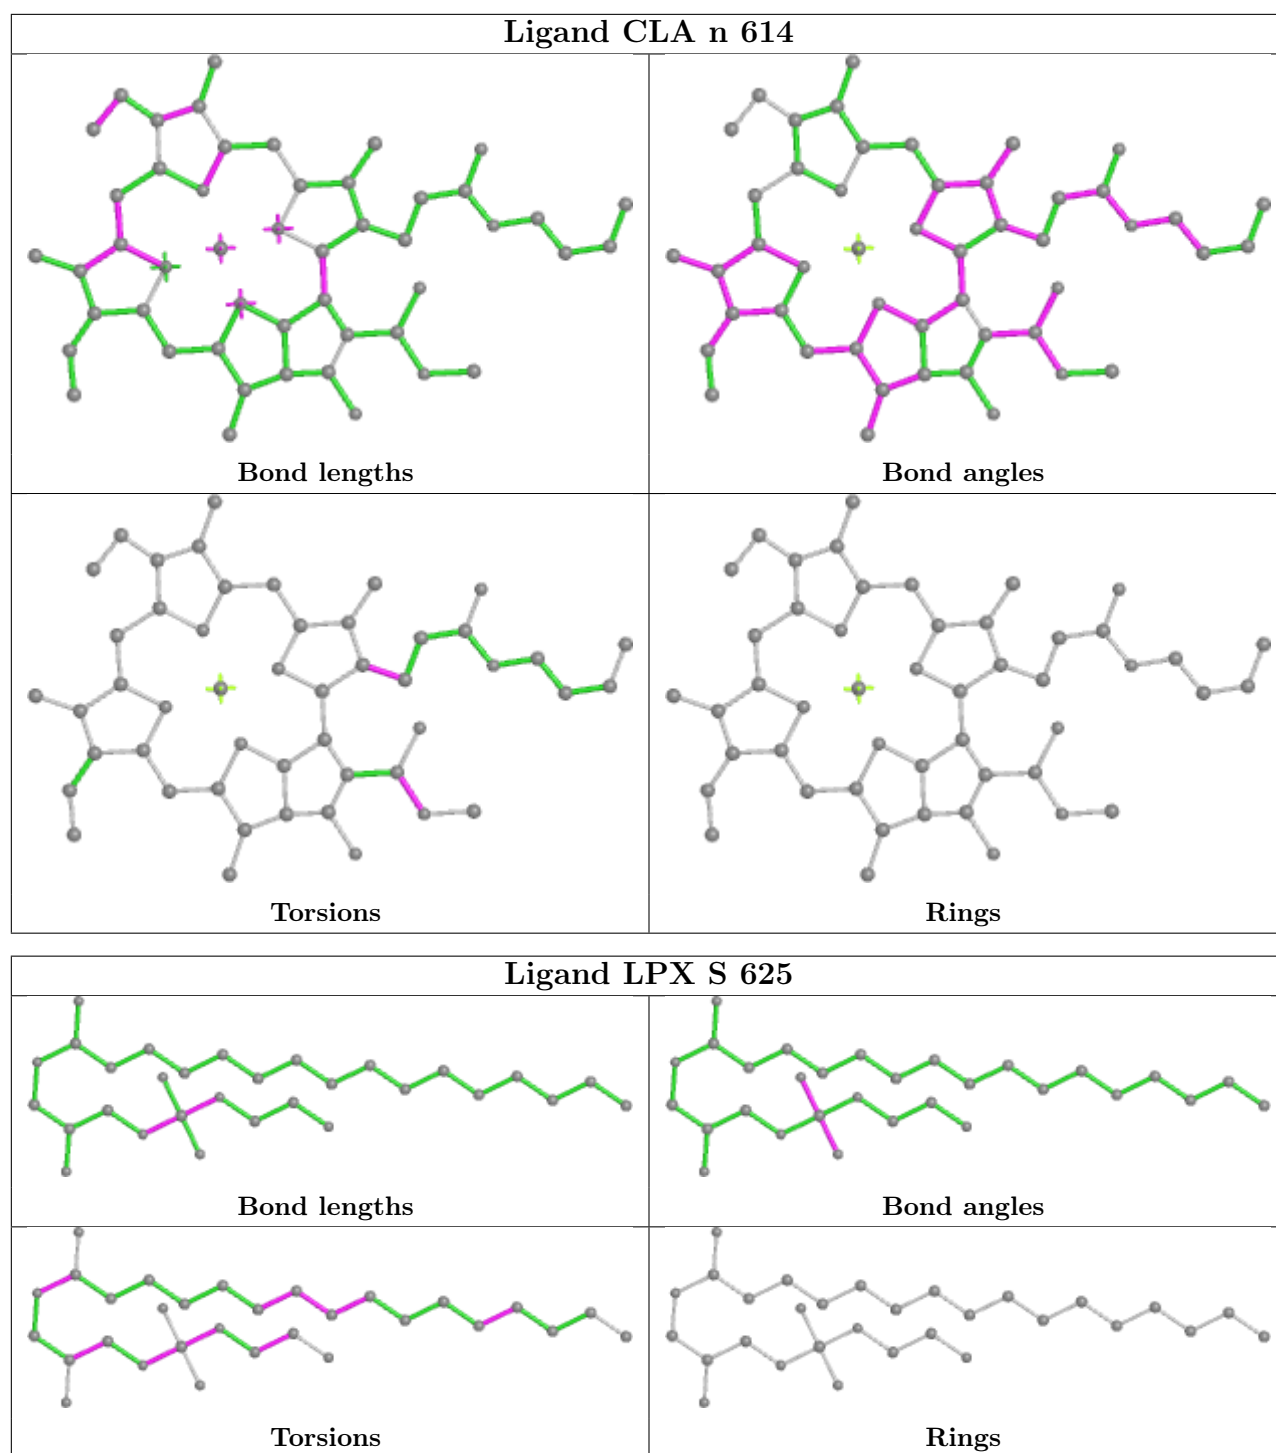 Ligand CLA n 614
Bond lengths
Bond angles
Torsions
Rings
Ligand LPX S 625
Bond lengths
Bond angles
Torsions
Rings